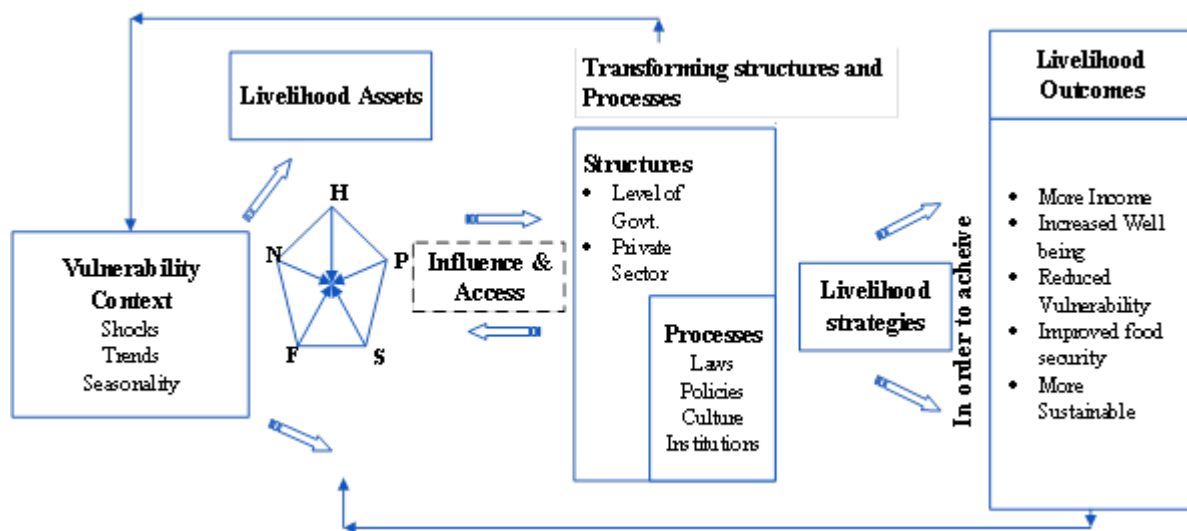 Livelihood Assets
Transforming structures and
Processes
Livelihood
Outcomes
Vulnerability
Context
Shocks
Trends
Seasonality
H
N
P
F
S
Influence &
Access
Structures
• Level of
Govt.
• Private
Sector
Processes
Laws
Policies
Culture
Institutions
Livelihood
strategies
In order to acheive
• More Income
• Increased Well
being
• Reduced
Vulnerability
• Improved food
security
• More
Sustainable